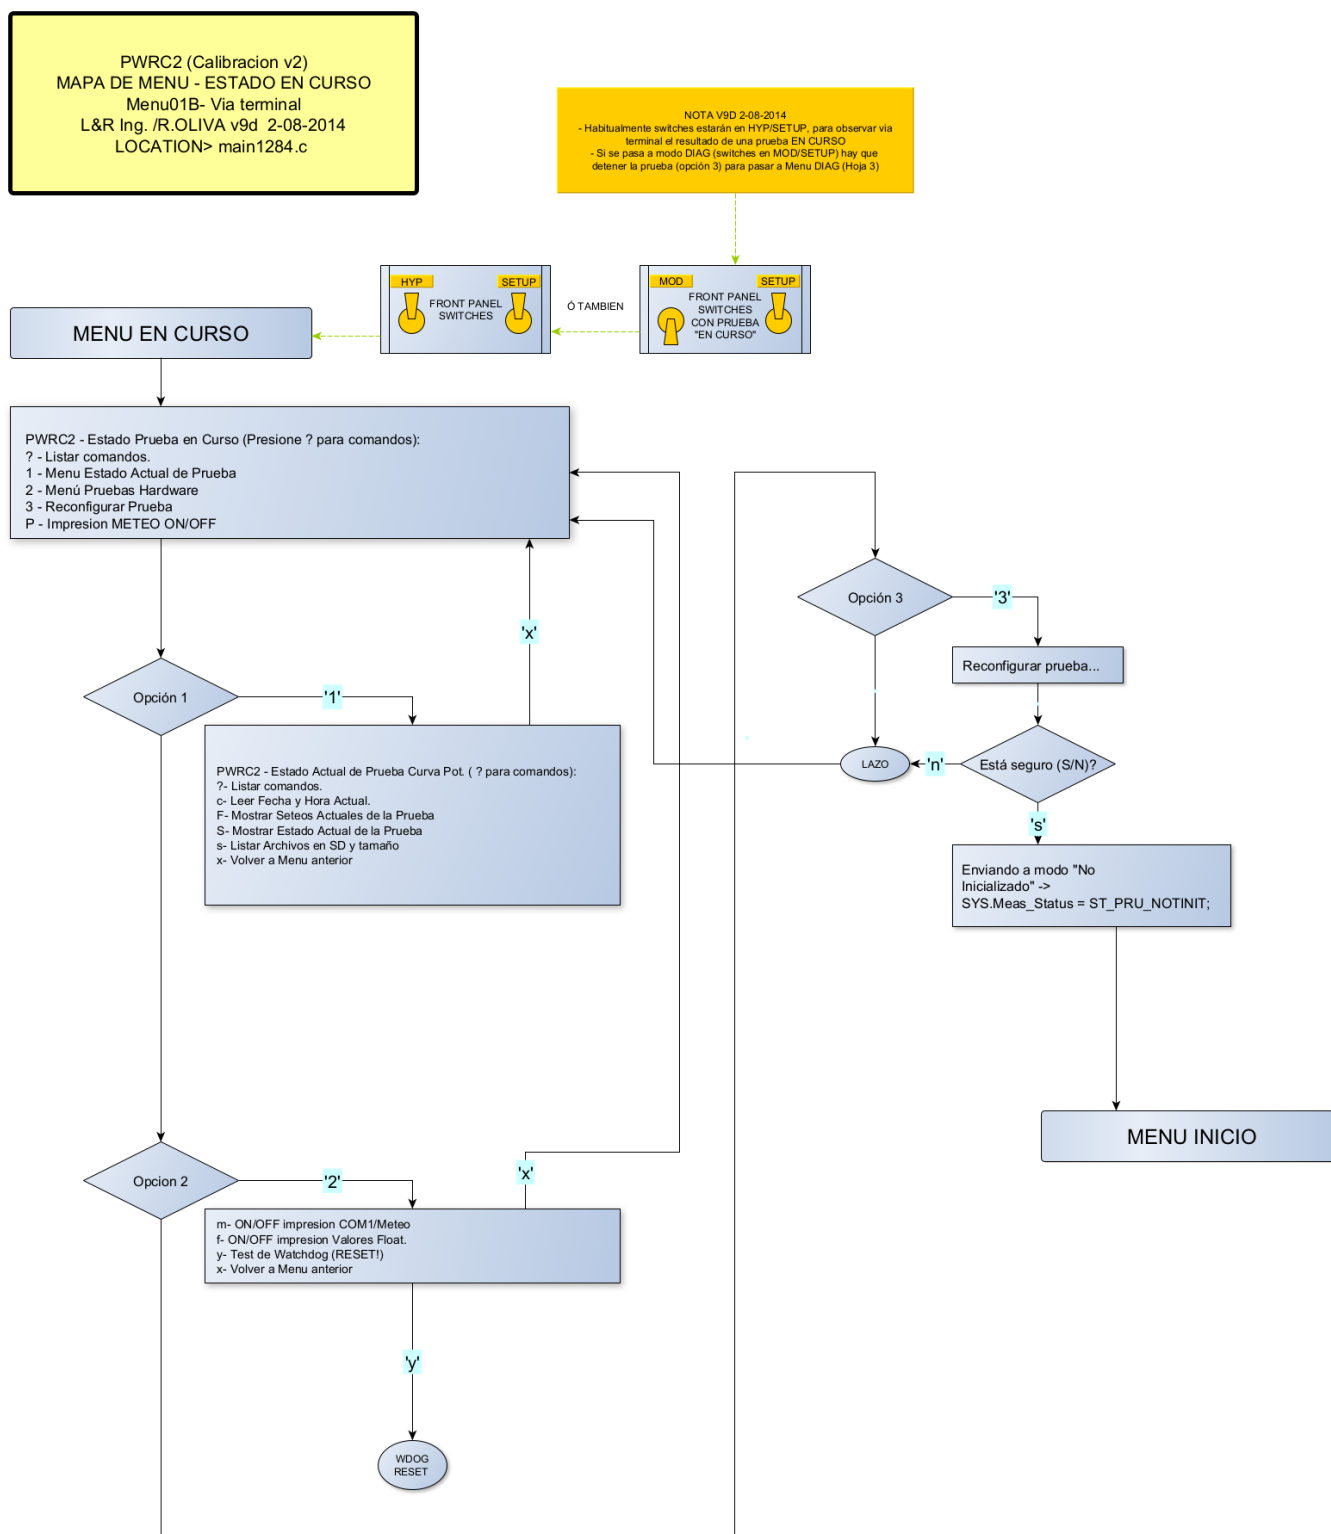 PWRC2 (Calibracion v2)
MAPA DE MENU - ESTADO EN CURSO
Menu01B- Via terminal
L&R Ing. /R.OLIVA v9d  2-08-2014
LOCATION> main1284.c
NOTA V9D 2-08-2014
- Habitualmente switches estarán en HYP/SETUP, para observar via
terminal el resultado de una prueba EN CURSO
- Si se pasa a modo DIAG (switches en MOD/SETUP) hay que
detener la prueba (opción 3) para pasar a Menu DIAG (Hoja 3)
HYP
SETUP
FRONT PANEL
SWITCHES
Ó TAMBIEN
MOD
SETUP
FRONT PANEL
SWITCHES
CON PRUEBA
"EN CURSO"
MENU EN CURSO
PWRC2 - Estado Prueba en Curso (Presione ? para comandos):
? - Listar comandos.
1 - Menu Estado Actual de Prueba
2 - Menú Pruebas Hardware
3 - Reconfigurar Prueba
P - Impresion METEO ON/OFF
'x'
Opción 1
'1'
PWRC2 - Estado Actual de Prueba Curva Pot. ( ? para comandos):
?- Listar comandos.
c- Leer Fecha y Hora Actual.
F- Mostrar Seteos Actuales de la Prueba
S- Mostrar Estado Actual de la Prueba
s- Listar Archivos en SD y tamaño
x- Volver a Menu anterior
Opcion 2
'2'
'x'
m- ON/OFF impresion COM1/Meteo
f- ON/OFF impresion Valores Float.
y- Test de Watchdog (RESET!)
x- Volver a Menu anterior
'y'
WDOG
RESET
Opción 3
'3'
Reconfigurar prueba...
LAZO
'n'
Está seguro (S/N)?
's'
Enviando a modo "No
Inicializado" ->
SYS.Meas_Status = ST_PRU_NOTINIT;
MENU INICIO